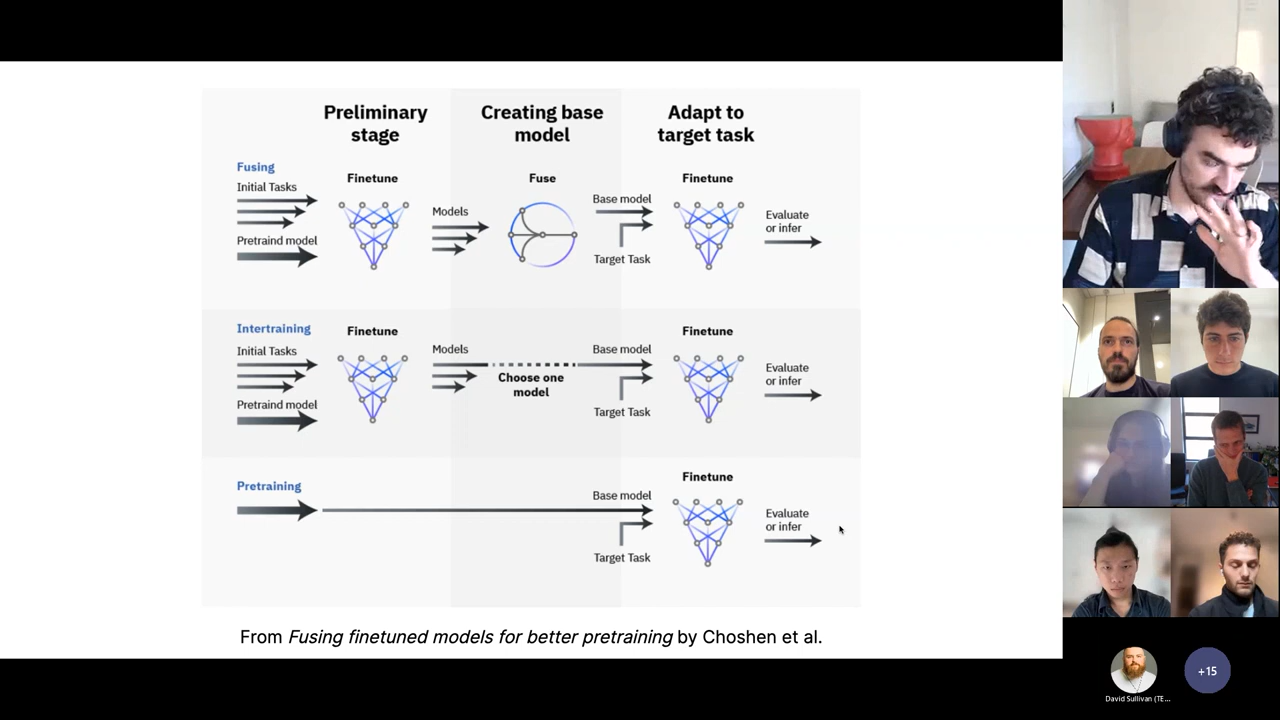 Preliminary
stage
Creating base
model
Adapt to
target task
Fusing
Initial Tasks
Pretraind model
Finetune
Models
Fuse
Base model
Target Task
Finetune
Evaluate
or infer
Intertraining
Initial Tasks
Pretraind model
Finetune
Models
Choose one
model
Base model
Target Task
Finetune
Evaluate
or infer
Pretraining
Base model
Target Task
Finetune
Evaluate
or infer
From Fusing finetuned models for better pretraining by Choshen et al.
David Sullivan (TE...
+15